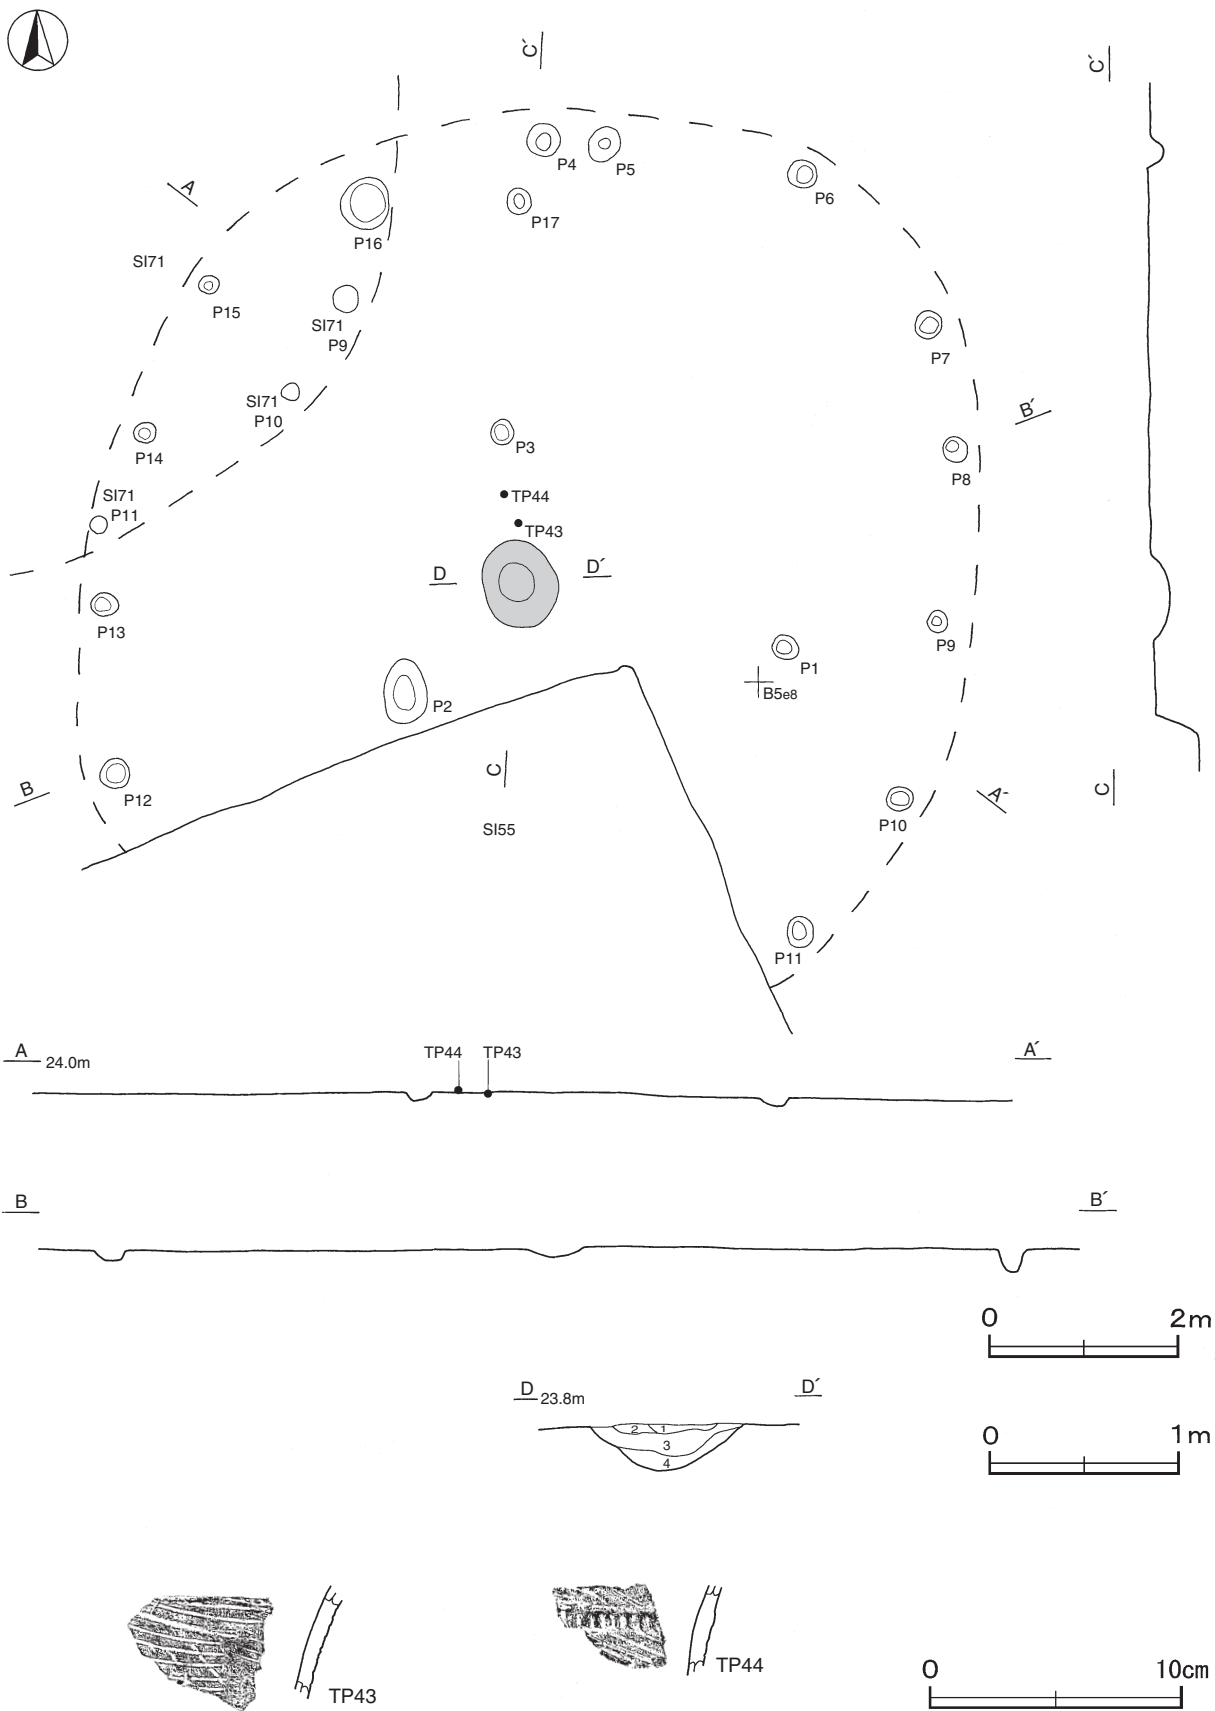 C´
C´
P4
P5
P6
A
P17
P16
SI71
P15
SI71
P9
P7
SI71
P10
B´
P14
P3
P8
SI71
P11
TP44
TP43
D
D´
P13
P9
P1
B5e8
P2
C
C
B
P12
A´
P10
SI55
P11
A
24.0m
TP44
TP43
A´
B
B´
0
2m
D
23.8m
D´
2
1
3
4
0
1m
TP43
TP44
0
10cm